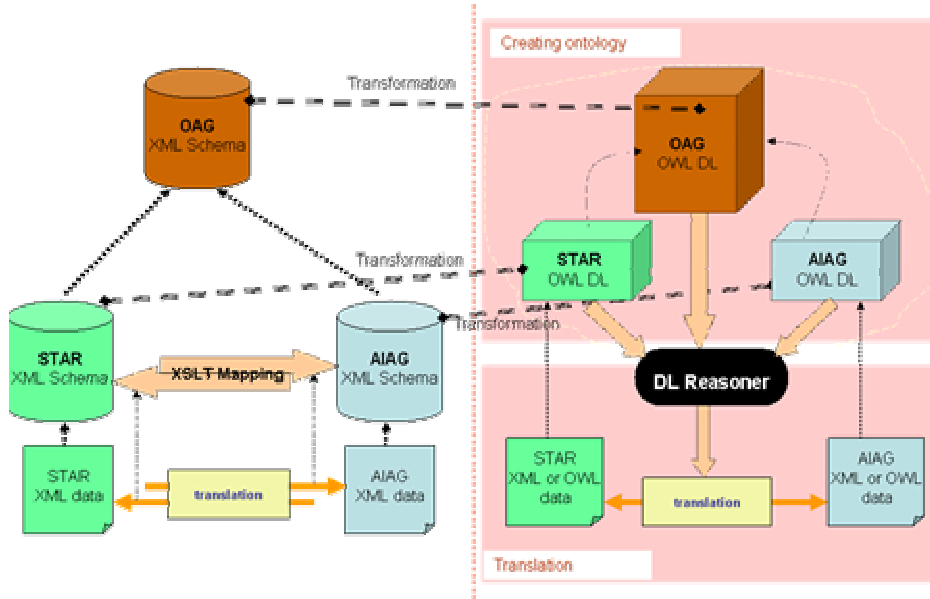 Creating ontology
Transformation
OAG
XML Schema
OAG
OWL DL
Transformation
STAR
OWL DL
AIAG
OWL DL
Transformation
STAR
XML Schema
XSLT Mapping
AIAG
XML Schema
DL Reasoner
STAR
XML data
translation
AIAG
XML data
STAR
XML or OWL
data
translation
AIAG
XML or OWL
data
Translation